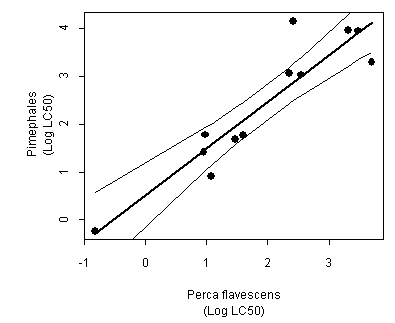 4
3
2
1
0
Pimephales
(Log LC50)
-1 0 1 2 3
Perca flavescens
(Log LC50)